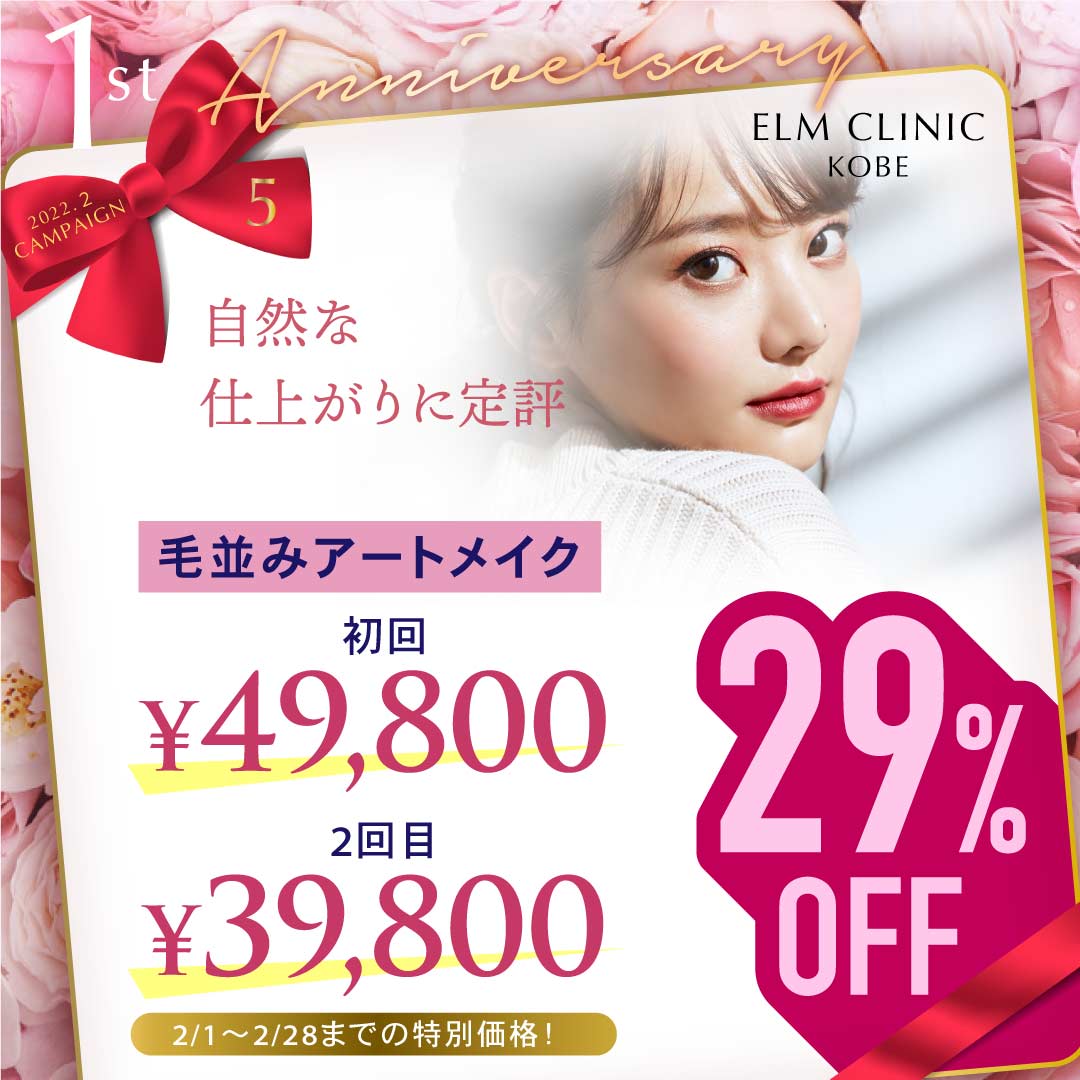 1st Anniversary
ELM CLINIC
KOBE
2022.2
CAMPAIGN
5
自然な
仕上がりに定評
毛並みアートメイク
初回
¥49,800
2回目
¥39,800
29%
OFF
2/1～2/28までの特別価格！